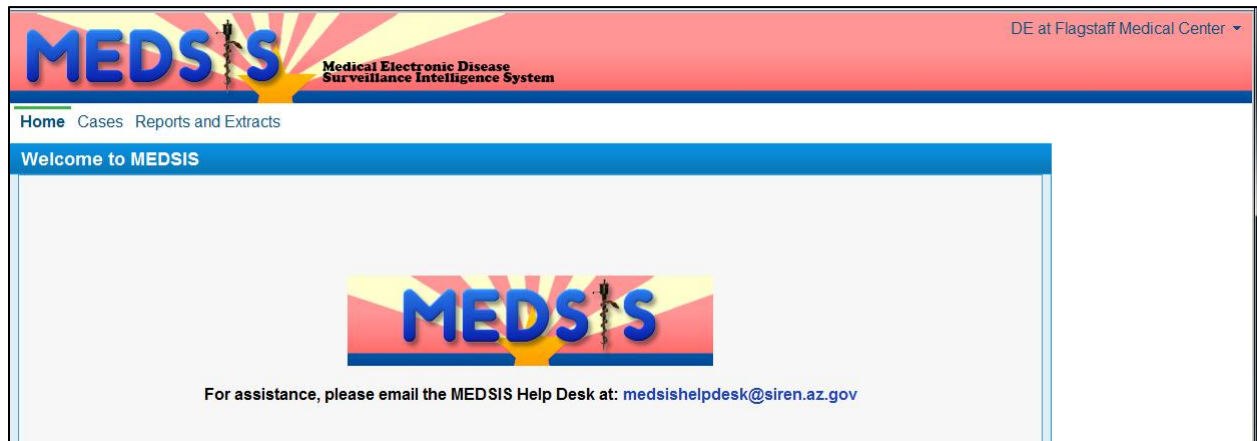 DE at Flagstaff Medical Center
MEDSIS
Medical Electronic Disease
Surveillance Intelligence System
Home Cases Reports and Extracts
Welcome to MEDSIS
MEDSIS
For assistance, please email the MEDSIS Help Desk at: medsishelpdesk@siren.az.gov